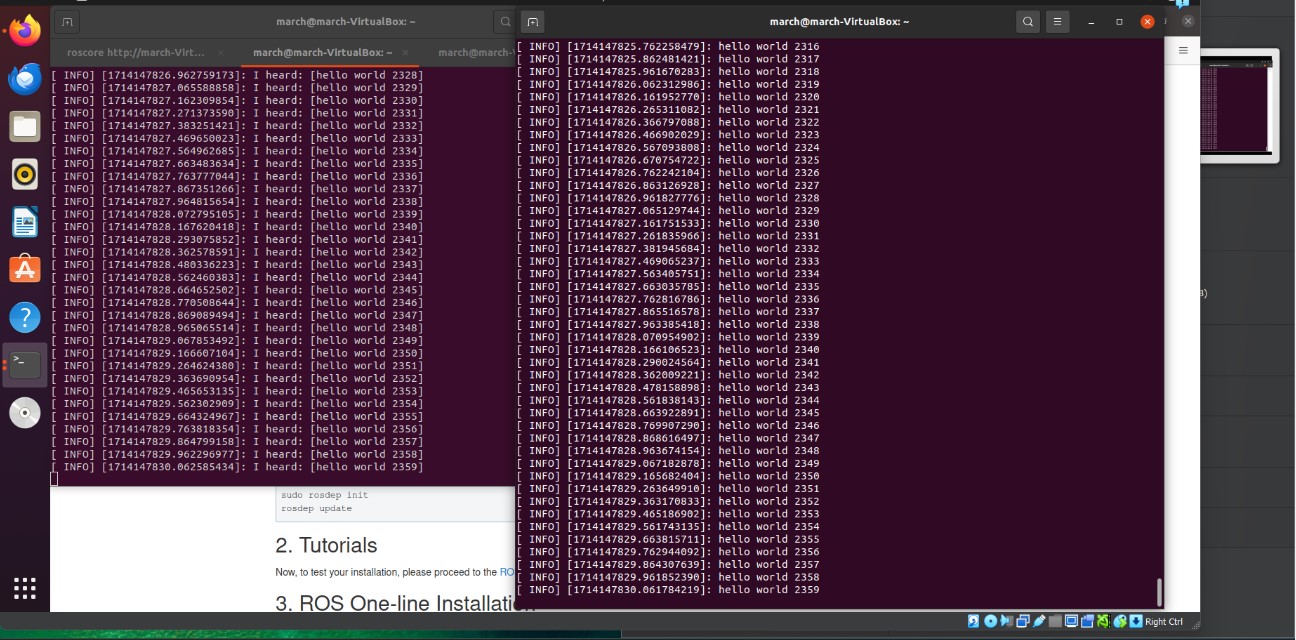 march@march-VirtualBox: ~
roscore http://march-Virt...
march@march-VirtualBox: ~
march@march-V
[ INFO] [1714147826.962759173]: I heard: [hello world 2328]
[ INFO] [1714147827.065588858]: I heard: [hello world 2329]
[ INFO] [1714147827.162309854]: I heard: [hello world 2330]
[ INFO] [1714147827.271373590]: I heard: [hello world 2331]
[ INFO] [1714147827.383251421]: I heard: [hello world 2332]
[ INFO] [1714147827.469650023]: I heard: [hello world 2333]
[ INFO] [1714147827.564962685]: I heard: [hello world 2334]
[ INFO] [1714147827.663483634]: I heard: [hello world 2335]
[ INFO] [1714147827.763777044]: I heard: [hello world 2336]
[ INFO] [1714147827.867351266]: I heard: [hello world 2337]
[ INFO] [1714147827.964815654]: I heard: [hello world 2338]
[ INFO] [1714147828.072795105]: I heard: [hello world 2339]
[ INFO] [1714147828.167620418]: I heard: [hello world 2340]
[ INFO] [1714147828.293075852]: I heard: [hello world 2341]
[ INFO] [1714147828.362578591]: I heard: [hello world 2342]
[ INFO] [1714147828.480336223]: I heard: [hello world 2343]
[ INFO] [1714147828.562460383]: I heard: [hello world 2344]
[ INFO] [1714147828.664652502]: I heard: [hello world 2345]
[ INFO] [1714147828.770508644]: I heard: [hello world 2346]
[ INFO] [1714147828.869089494]: I heard: [hello world 2347]
[ INFO] [1714147828.965065514]: I heard: [hello world 2348]
[ INFO] [1714147829.067853492]: I heard: [hello world 2349]
[ INFO] [1714147829.166607104]: I heard: [hello world 2350]
[ INFO] [1714147829.264624380]: I heard: [hello world 2351]
[ INFO] [1714147829.363690954]: I heard: [hello world 2352]
[ INFO] [1714147829.465653135]: I heard: [hello world 2353]
[ INFO] [1714147829.562302909]: I heard: [hello world 2354]
[ INFO] [1714147829.664324967]: I heard: [hello world 2355]
[ INFO] [1714147829.763818354]: I heard: [hello world 2356]
[ INFO] [1714147829.864799158]: I heard: [hello world 2357]
[ INFO] [1714147829.962296977]: I heard: [hello world 2358]
[ INFO] [1714147830.062585434]: I heard: [hello world 2359]
sudo rosdep init
rosdep update
2. Tutorials
Now, to test your installation, please proceed to the RO
3. ROS One-line Installation
march@march-VirtualBox: ~
[ INFO] [1714147825.762258479]: hello world 2316
[ INFO] [1714147825.862481421]: hello world 2317
[ INFO] [1714147825.961670283]: hello world 2318
[ INFO] [1714147826.062312986]: hello world 2319
[ INFO] [1714147826.161952770]: hello world 2320
[ INFO] [1714147826.265311082]: hello world 2321
[ INFO] [1714147826.366797088]: hello world 2322
[ INFO] [1714147826.466902029]: hello world 2323
[ INFO] [1714147826.567093808]: hello world 2324
[ INFO] [1714147826.670754722]: hello world 2325
[ INFO] [1714147826.762242104]: hello world 2326
[ INFO] [1714147826.863126928]: hello world 2327
[ INFO] [1714147826.961827776]: hello world 2328
[ INFO] [1714147827.065129744]: hello world 2329
[ INFO] [1714147827.161751533]: hello world 2330
[ INFO] [1714147827.261835966]: hello world 2331
[ INFO] [1714147827.381945684]: hello world 2332
[ INFO] [1714147827.469065237]: hello world 2333
[ INFO] [1714147827.563405751]: hello world 2334
[ INFO] [1714147827.663035785]: hello world 2335
[ INFO] [1714147827.762816786]: hello world 2336
[ INFO] [1714147827.865516578]: hello world 2337
[ INFO] [1714147827.963385418]: hello world 2338
[ INFO] [1714147828.070954902]: hello world 2339
[ INFO] [1714147828.166106523]: hello world 2340
[ INFO] [1714147828.290024564]: hello world 2341
[ INFO] [1714147828.362009221]: hello world 2342
[ INFO] [1714147828.478158898]: hello world 2343
[ INFO] [1714147828.561838143]: hello world 2344
[ INFO] [1714147828.663922891]: hello world 2345
[ INFO] [1714147828.769907290]: hello world 2346
[ INFO] [1714147828.868616497]: hello world 2347
[ INFO] [1714147828.963674154]: hello world 2348
[ INFO] [1714147829.067182878]: hello world 2349
[ INFO] [1714147829.165682404]: hello world 2350
[ INFO] [1714147829.263649910]: hello world 2351
[ INFO] [1714147829.363170833]: hello world 2352
[ INFO] [1714147829.465186902]: hello world 2353
[ INFO] [1714147829.561743135]: hello world 2354
[ INFO] [1714147829.663815711]: hello world 2355
[ INFO] [1714147829.762944092]: hello world 2356
[ INFO] [1714147829.864307639]: hello world 2357
[ INFO] [1714147829.961852390]: hello world 2358
[ INFO] [1714147830.061784219]: hello world 2359
Right Ctrl